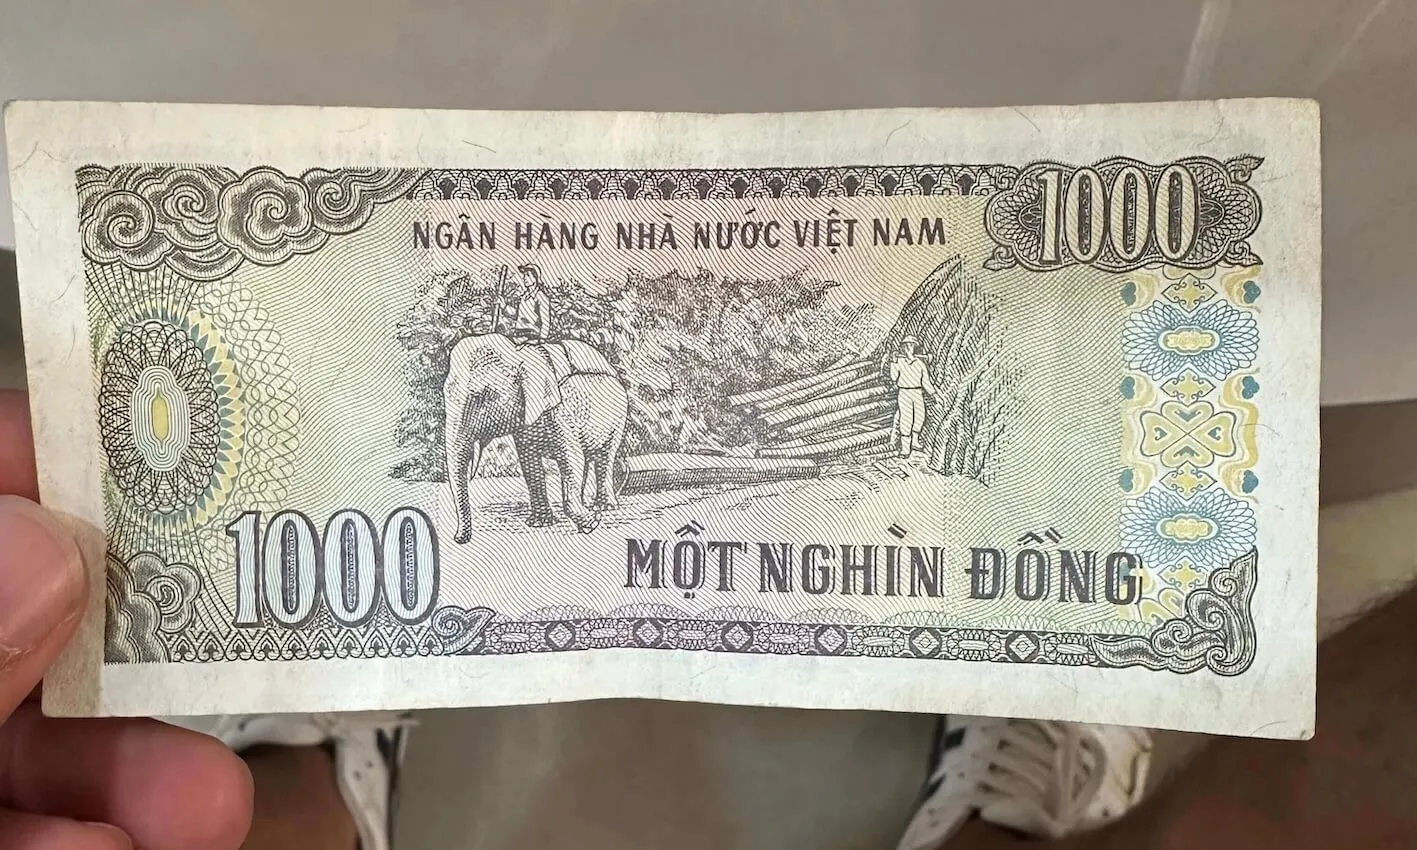 NGÂN HÀNG NHÀ NƯỚC VIỆT NAM
1000
1000
MỘT NGHÌN ĐỒNG